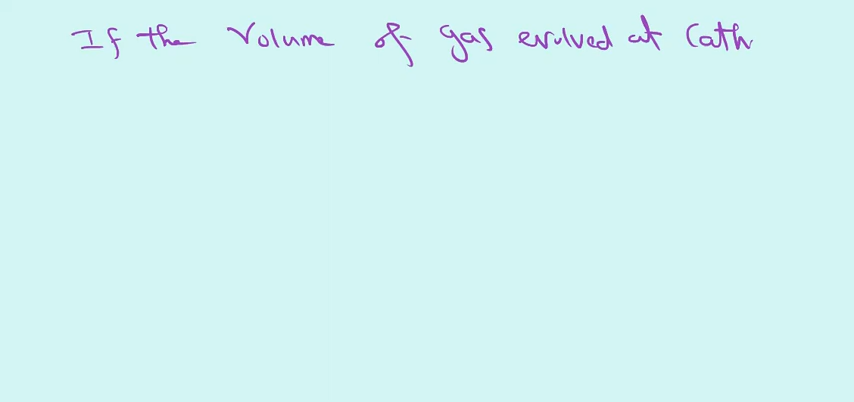 If the Volume of gas evolved at Cath